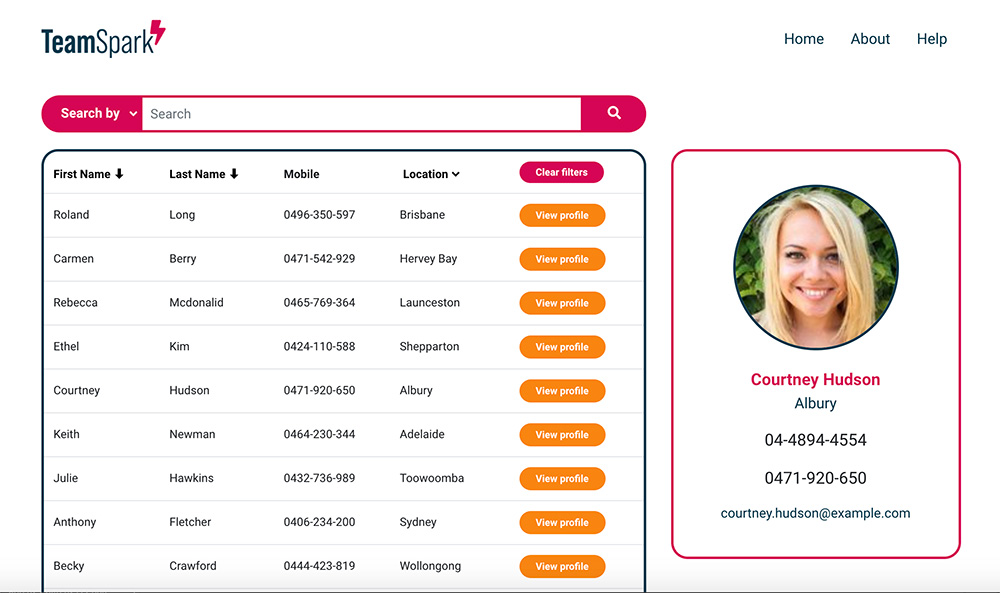 TeamSpark
Home About Help
Search by Search
First Name Last Name Mobile Location Clear filters
Roland Long 0496-350-597 Brisbane View profile
Carmen Berry 0471-542-929 Hervey Bay View profile
Rebecca Mcdonalid 0465-769-364 Launceston View profile
Ethel Kim 0424-110-588 Shepparton View profile
Courtney Hudson 0471-920-650 Albury View profile
Keith Newman 0464-230-344 Adelaide View profile
Julie Hawkins 0432-736-989 Toowoomba View profile
Anthony Fletcher 0406-234-200 Sydney View profile
Becky Crawford 0444-423-819 Wollongong View profile
Courtney Hudson
Albury
04-4894-4554
0471-920-650
courtney.hudson@example.com